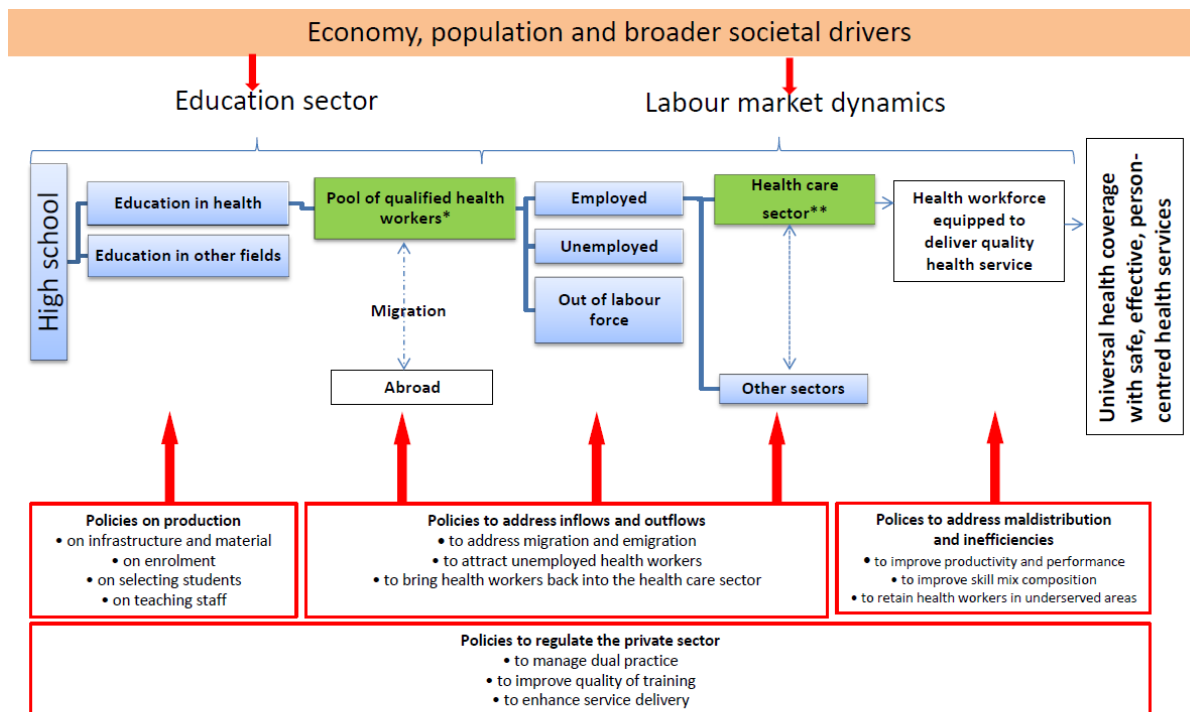 Economy, population and broader societal drivers
Education sector
Labour market dynamics
High school
Education in health
Education in other fields
Pool of qualified health
workers*
Migration
Abroad
Employed
Unemployed
Out of labour
force
Health care
sector**
Other sectors
Health workforce
equipped to
deliver quality
health service
Universal health coverage
with safe, effective, person-
centred health services
Policies on production
• on infrastructure and material
• on enrolment
• on selecting students
• on teaching staff
Policies to address inflows and outflows
• to address migration and emigration
• to attract unemployed health workers
• to bring health workers back into the health care sector
Polices to address maldistribution
and inefficiencies
• to improve productivity and performance
• to improve skill mix composition
• to retain health workers in underserved areas
Policies to regulate the private sector
• to manage dual practice
• to improve quality of training
• to enhance service delivery